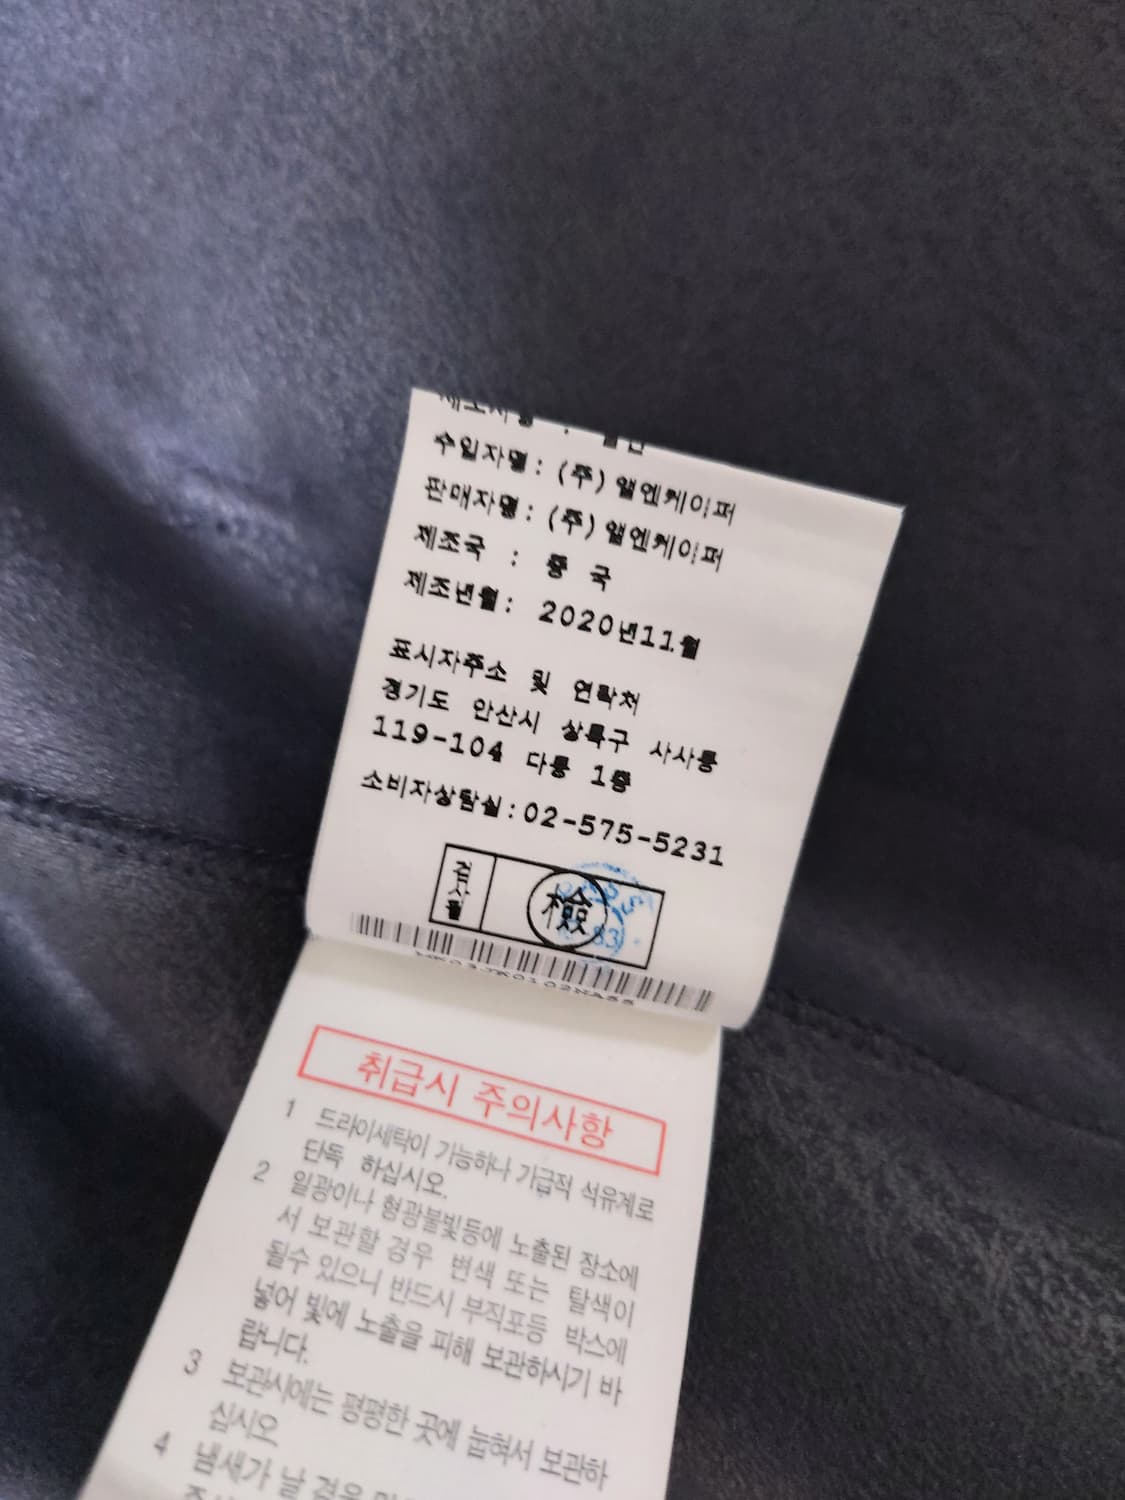 수입자명 : (주) 앨엔케이퍼
판매자명 : (주) 앨엔케이퍼
제조국 : 중 국
제조년월 : 2020년11월
표시자주소 및 연락처
경기도 안산시 상록구 사사동
119-104 다동 1층
소비자상담실:02-575-5231
검사필
檢
83
취급시 주의사항
1 드라이세탁이 가능하나 가급적 석유계로
단독 하십시오.
2 일광이나 형광불빛등에 노출된 장소에
서 보관할 경우 변색 또는 탈색이
될수 있으니 반드시 부직포등 박스에
넣어 빛에 노출을 피해 보관하시기 바
랍니다.
3 보관시에는 평평한 곳에 눕혀서 보관하
십시오
4 냄새가 날 경우